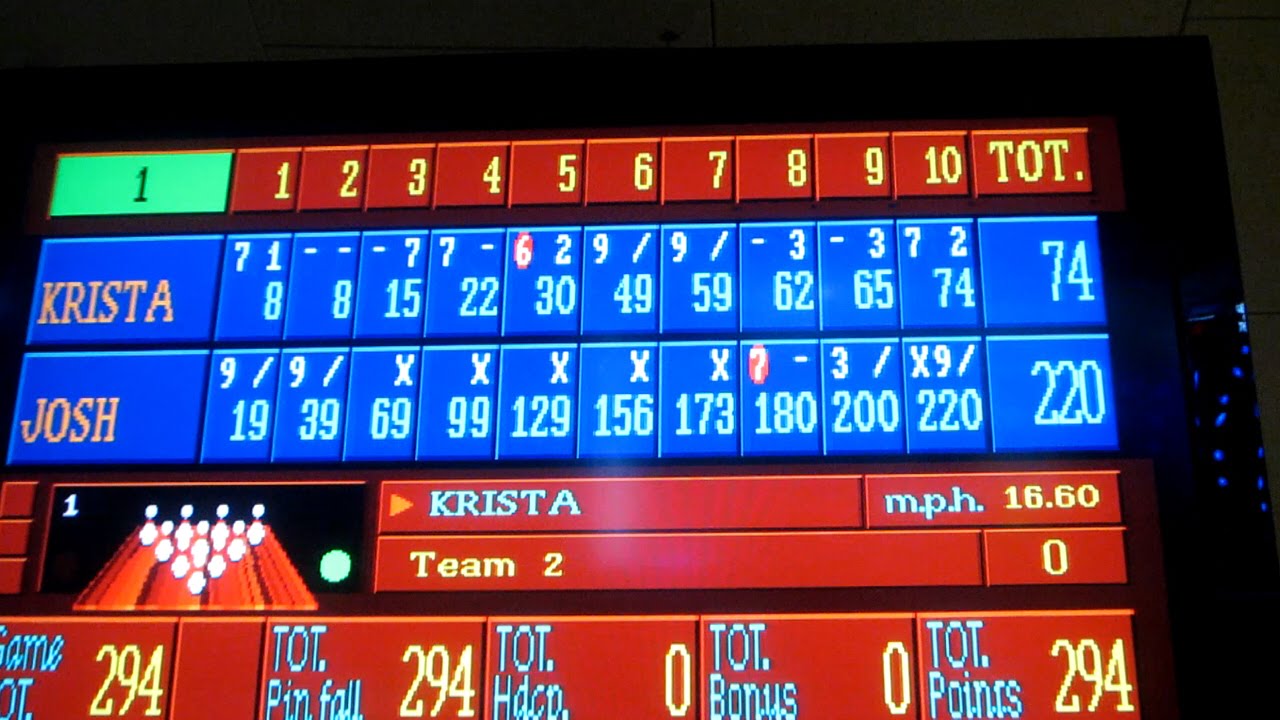 1 1 2 3 4 5 6 7 8 9 10 TOT.
7 1 - - - 7 7 - 6 2 9 / 9 / - 3 - 3 7 2
KRISTA 8 8 15 22 30 49 59 62 65 74 74
9 / 9 / X X X X X 7 - 3 / X9/
JOSH 19 39 69 99 129 156 173 180 200 220 220
1 KRISTA m.p.h. 16.60
Team 2 0
Game TOT. TOT. TOT. TOT.
294 294 0 0 294
TOT. Pin fall Hdcp. Bonus Points